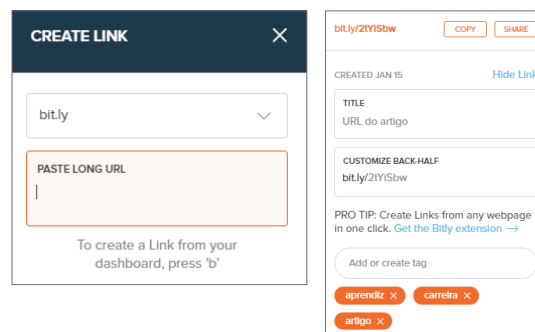 CREATE LINK
bit.ly
PASTE LONG URL
To create a Link from your
dashboard, press 'b'
bit.ly/2tYiSbw
COPY
SHARE
CREATED JAN 15
Hide Link
TITLE
URL do artigo
CUSTOMIZE BACK-HALF
bit.ly/2tYiSbw
PRO TIP: Create Links from any webpage
in one click. Get the Bitly extension →
Add or create tag
aprendiz ×
carreira ×
artigo ×